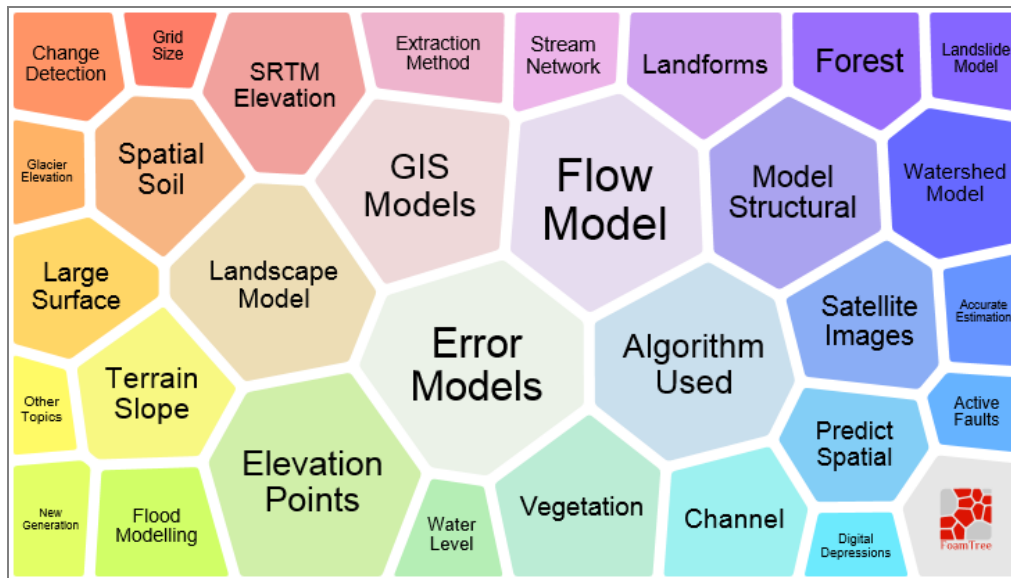 Change
Detection
Grid
Size
SRTM
Elevation
Extraction
Method
Stream
Network
Landforms
Forest
Landslide
Model
Glacier
Elevation
Spatial
Soil
GIS
Models
Flow
Model
Model
Structural
Watershed
Model
Large
Surface
Landscape
Model
Error
Models
Algorithm
Used
Satellite
Images
Accurate
Estimation
Other
Topics
Terrain
Slope
Elevation
Points
Predict
Spatial
Active
Faults
New
Generation
Flood
Modelling
Water
Level
Vegetation
Channel
Digital
Depressions
FoamTree